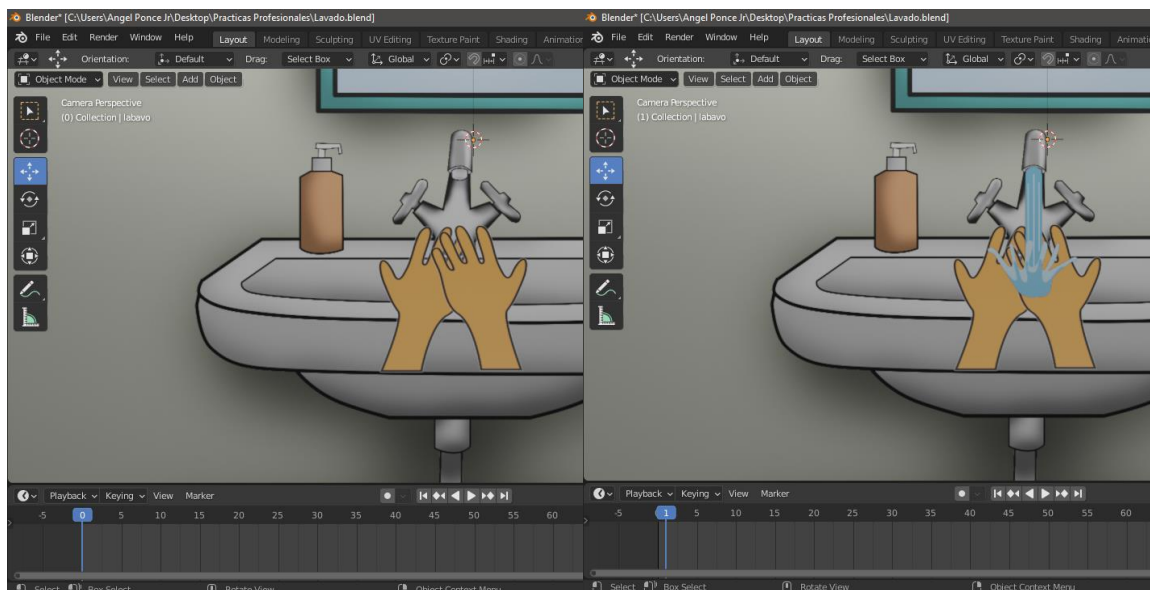 Blender* [C:\Users\Angel Ponce Jr\Desktop\Practicas Profesionales\Lavado.blend]
File Edit Render Window Help Layout Modeling Sculpting UV Editing Texture Paint Shading Animation
Orientation: Default Drag: Select Box Global
Object Mode View Select Add Object
Camera Perspective
(0) Collection | labavo
Playback Keying View Marker
-5 0 5 10 15 20 25 30 35 40 45 50 55 60
Select Box Select Rotate View Object Context Menu
Blender* [C:\Users\Angel Ponce Jr\Desktop\Practicas Profesionales\Lavado.blend]
File Edit Render Window Help Layout Modeling Sculpting UV Editing Texture Paint Shading Animati
Orientation: Default Drag: Select Box Global
Object Mode View Select Add Object
Camera Perspective
(1) Collection | labavo
Playback Keying View Marker
-5 1 5 10 15 20 25 30 35 40 45 50 55 60
Select Box Select Rotate View Object Context Menu